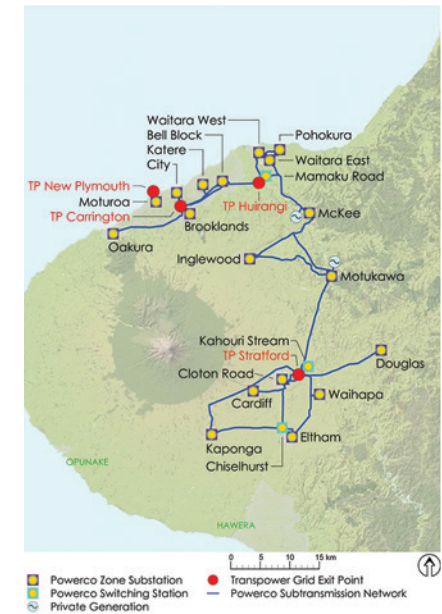 Waitara West
Bell Block
Katere
City
Pohokura
Waitara East
Mamaku Road
TP New Plymouth
Moturoa
TP Carrington
TP Huirangi
McKee
Brooklands
Oakura
Inglewood
Motukawa
Kahouri Stream
TP Stratford
Cloton Road
Douglas
Cardiff
Waihapa
Kaponga
Eltham
Chiselhurst
OPUNAKE
HAWERA
0 5 10 15 km
Powerco Zone Substation
Transpower Grid Exit Point
Powerco Switching Station
Powerco Subtransmission Network
Private Generation